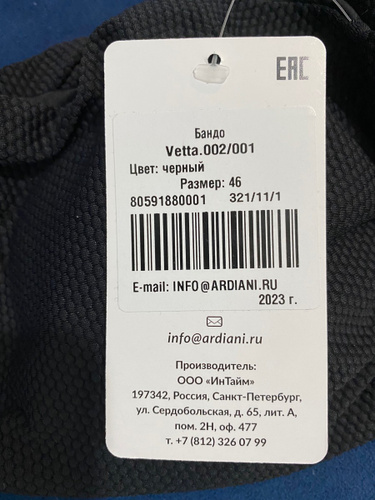 EAC
Бандо
Vetta.002/001
Цвет: черный
Размер: 46
80591880001 321/11/1
E-mail: INFO@ARDIANI.RU
2023 г.
info@ardiani.ru
Производитель:
ООО «ИнТайм»
197342, Россия, Санкт-Петербург,
ул. Сердобольская, д. 65, лит. А,
пом. 2Н, оф. 477
т. +7 (812) 326 07 99